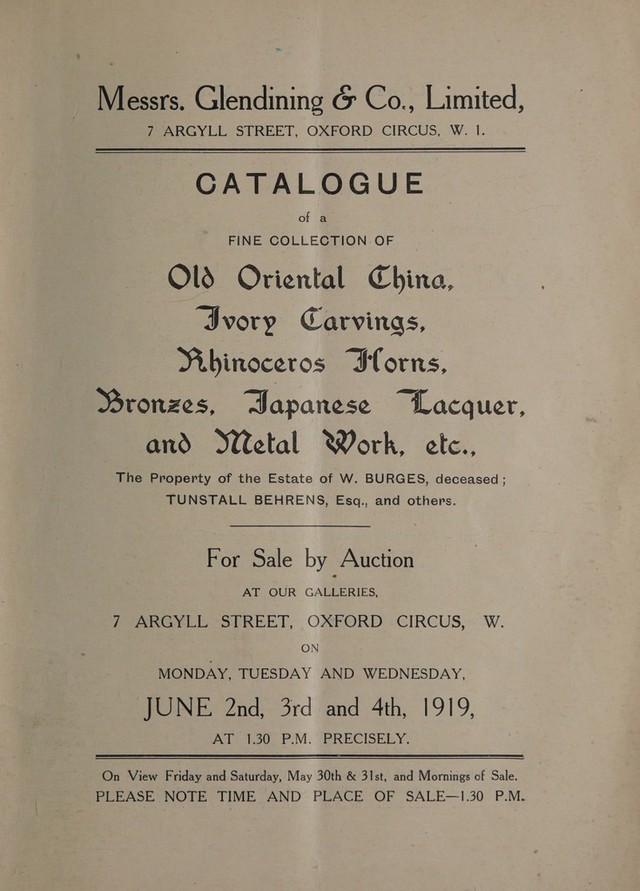 Messrs. Glendining & Co., Limited,
7 ARGYLL STREET, OXFORD CIRCUS, W. 1.
CATALOGUE
of a
FINE COLLECTION OF
Old Oriental China,
Ivory Carvings,
Rhinoceros Horns,
Bronzes, Japanese Lacquer,
and Metal Work, etc.,
The Property of the Estate of W. BURGES, deceased;
TUNSTALL BEHRENS, Esq., and others.
For Sale by Auction
AT OUR GALLERIES,
7 ARGYLL STREET, OXFORD CIRCUS, W.
ON
MONDAY, TUESDAY AND WEDNESDAY,
JUNE 2nd, 3rd and 4th, 1919,
AT 1.30 P.M. PRECISELY.
On View Friday and Saturday, May 30th & 31st, and Mornings of Sale.
PLEASE NOTE TIME AND PLACE OF SALE—1.30 P.M.